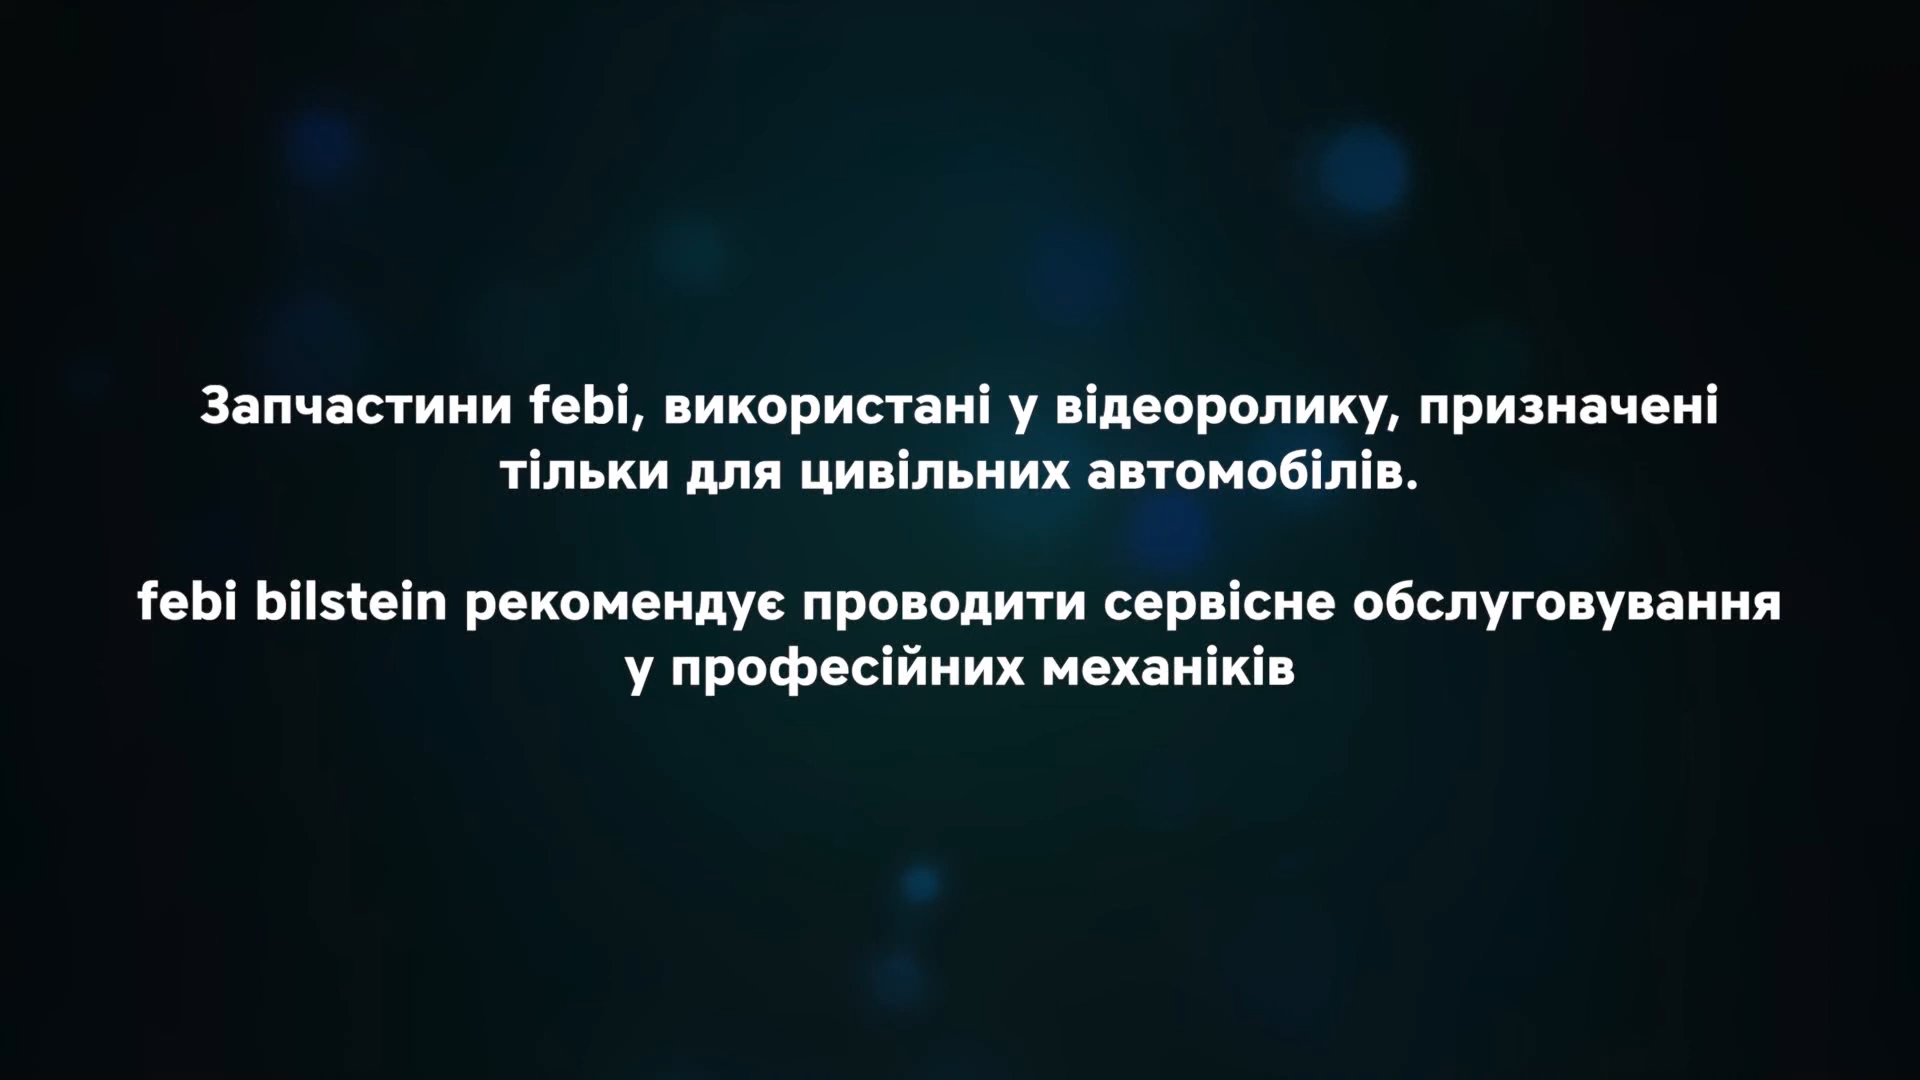 Запчастини febi, використані у відеоролику, призначені
тільки для цивільних автомобілів.
febi bilstein рекомендує проводити сервісне обслуговування
у професійних механіків